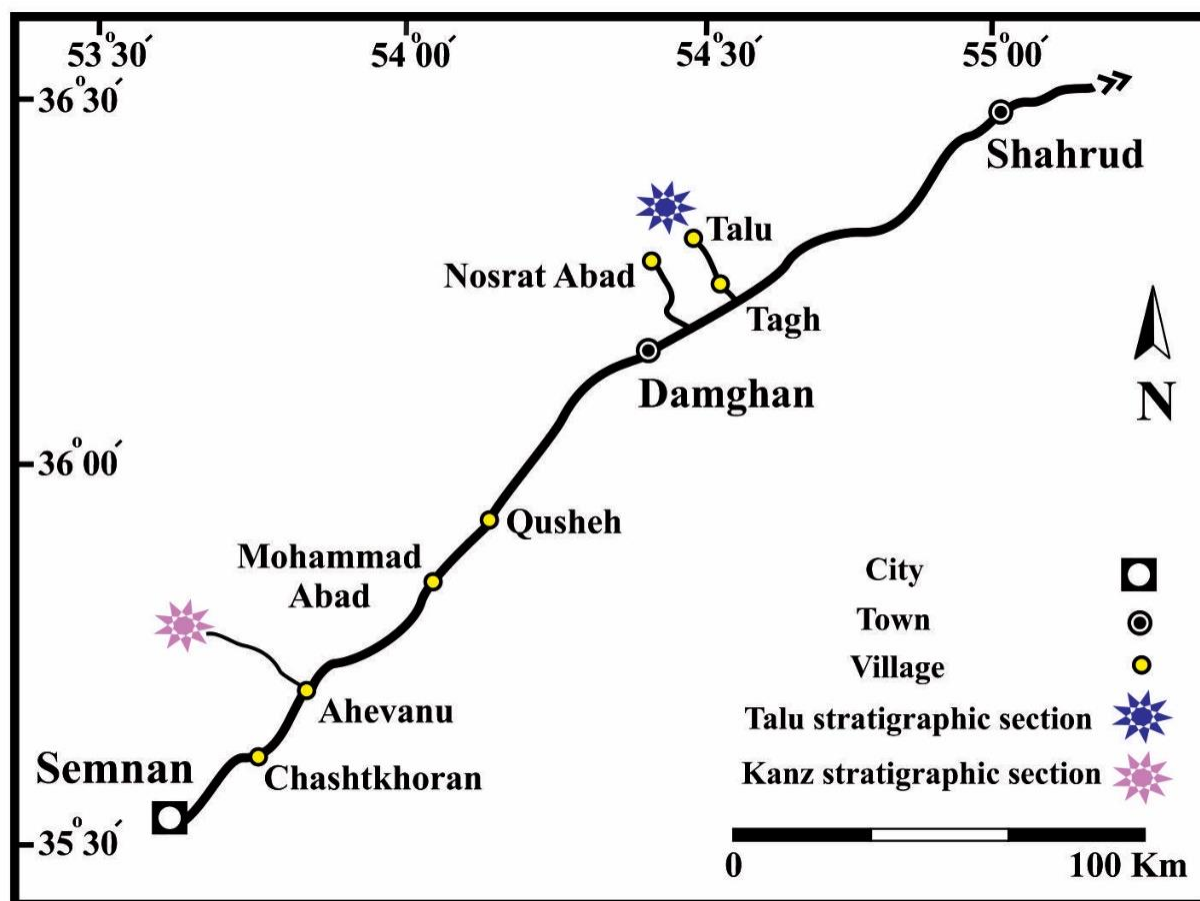 53°30´
54°00´
54°30´
55°00´
36°30´
Shahrud
Talu
Nosrat Abad
Tagh
Damghan
36°00´
Qusheh
Mohammad
Abad
Ahevanu
Semnan
Chashtkhoran
35°30´
N
City
Town
Village
Talu stratigraphic section
Kanz stratigraphic section
0
100 Km